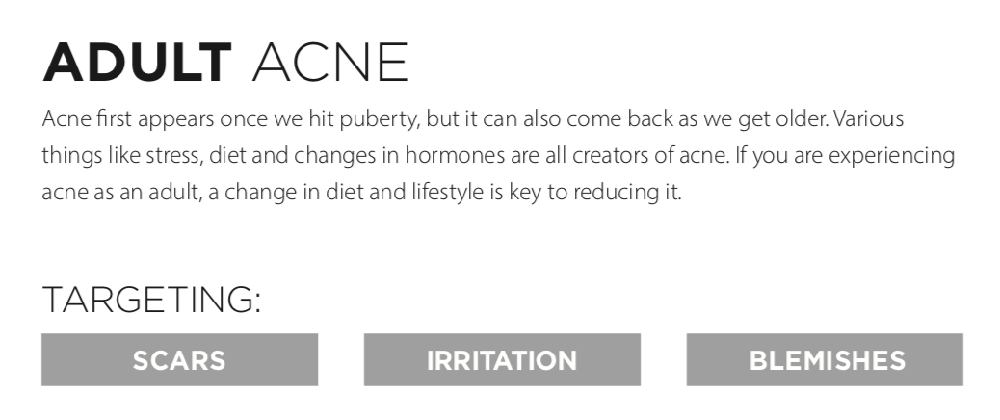 ADULT ACNE
Acne first appears once we hit puberty, but it can also come back as we get older. Various
things like stress, diet and changes in hormones are all creators of acne. If you are experiencing
acne as an adult, a change in diet and lifestyle is key to reducing it.
TARGETING:
SCARS IRRITATION BLEMISHES